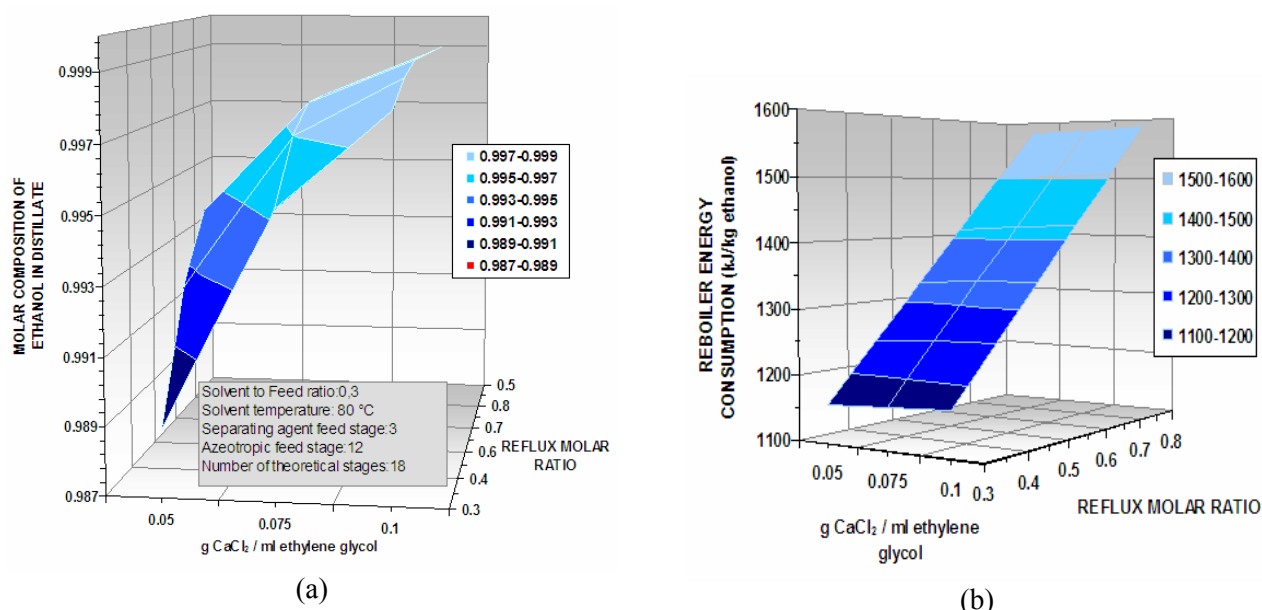 MOLAR COMPOSITION OF
ETHANOL IN DISTILLATE
0.999
0.997
0.995
0.993
0.991
0.989
0.987
0.997-0.999
0.995-0.997
0.993-0.995
0.991-0.993
0.989-0.991
0.987-0.989
Solvent to Feed ratio:0,3
Solvent temperature: 80 °C
Separating agent feed stage:3
Azeotropic feed stage:12
Number of theoretical stages:18
0.5
0.8
0.7
0.6
0.4
0.3
REFLUX MOLAR
RATIO
0.05
0.075
0.1
g CaCl₂ / ml ethylene glycol
(a)
REBOILER ENERGY
CONSUMPTION (kJ/kg ethanol)
1600
1500
1400
1300
1200
1100
1500-1600
1400-1500
1300-1400
1200-1300
1100-1200
0.05
0.075
0.1
0.3
0.4
0.5
0.6
0.7
0.8
REFLUX MOLAR RATIO
g CaCl₂ / ml ethylene
glycol
(b)